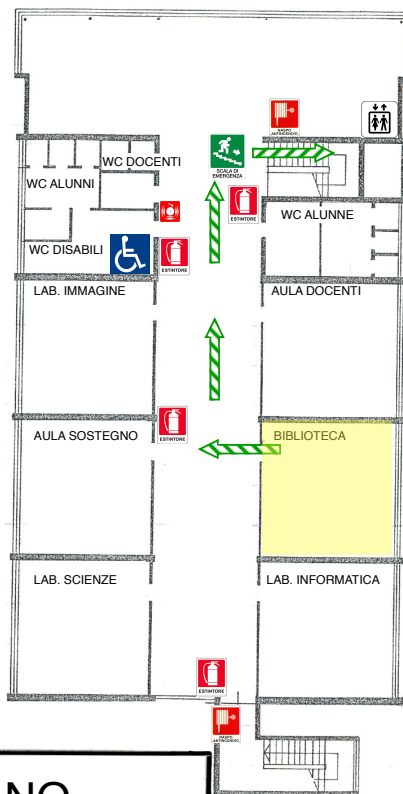 NASPO
ANTINCENDIO
WC DOCENTI
SCALA DI
EMERGENZA
WC ALUNNI
ESTINTORE
WC ALUNNE
WC DISABILI
ESTINTORE
LAB. IMMAGINE
AULA DOCENTI
AULA SOSTEGNO
ESTINTORE
BIBLIOTECA
LAB. SCIENZE
LAB. INFORMATICA
ESTINTORE
NASPO
ANTINCENDIO
NO